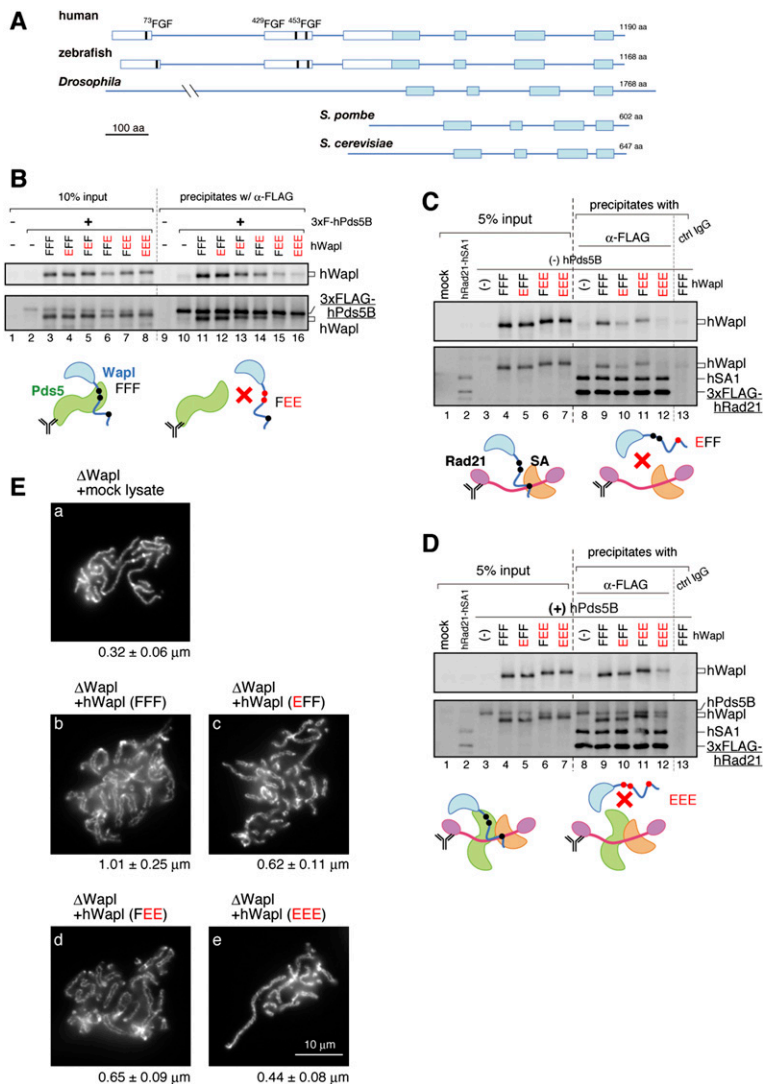 A
human
73FGF
429FGF
453FGF
1190 aa
zebrafish
1168 aa
Drosophila
1768 aa
S. pombe
602 aa
S. cerevisiae
647 aa
100 aa
B
10% input
precipitates w/ α-FLAG
- + - +
3xF-hPds5B
- - FFF EFF FEF FFE FEE EEE - - FFF EFF FEF FFE FEE EEE
hWapl
hWapl
3xFLAG-
hPds5B
hWapl
1 2 3 4 5 6 7 8 9 10 11 12 13 14 15 16
Pds5
Wapl
FFF
FEE
C
5% input
precipitates with
α-FLAG
ctrl IgG
mock
hRad21-hSA1
(-) hPds5B
(-) FFF EFF FEE EEE (-) FFF EFF FEE EEE FFF hWapl
hWapl
hWapl
hSA1
3xFLAG-
hRad21
1 2 3 4 5 6 7 8 9 10 11 12 13
Rad21
SA
EFF
D
5% input
precipitates with
α-FLAG
ctrl IgG
mock
hRad21-hSA1
(+) hPds5B
(-) FFF EFF FEE EEE (-) FFF EFF FEE EEE FFF hWapl
hWapl
hPds5B
hWapl
hSA1
3xFLAG-
hRad21
1 2 3 4 5 6 7 8 9 10 11 12 13
EEE
E
ΔWapl
+mock lysate
a
0.32 ± 0.06 μm
ΔWapl
+hWapl (FFF)
b
1.01 ± 0.25 μm
ΔWapl
+hWapl (EFF)
c
0.62 ± 0.11 μm
ΔWapl
+hWapl (FEE)
d
0.65 ± 0.09 μm
ΔWapl
+hWapl (EEE)
e
10 μm
0.44 ± 0.08 μm